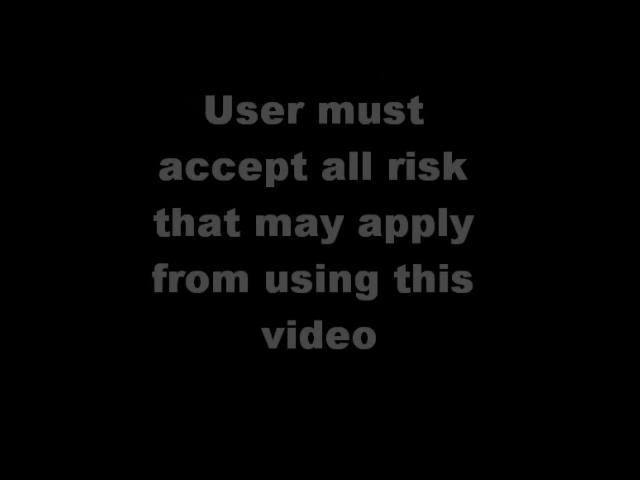 User must
accept all risk
that may apply
from using this
video